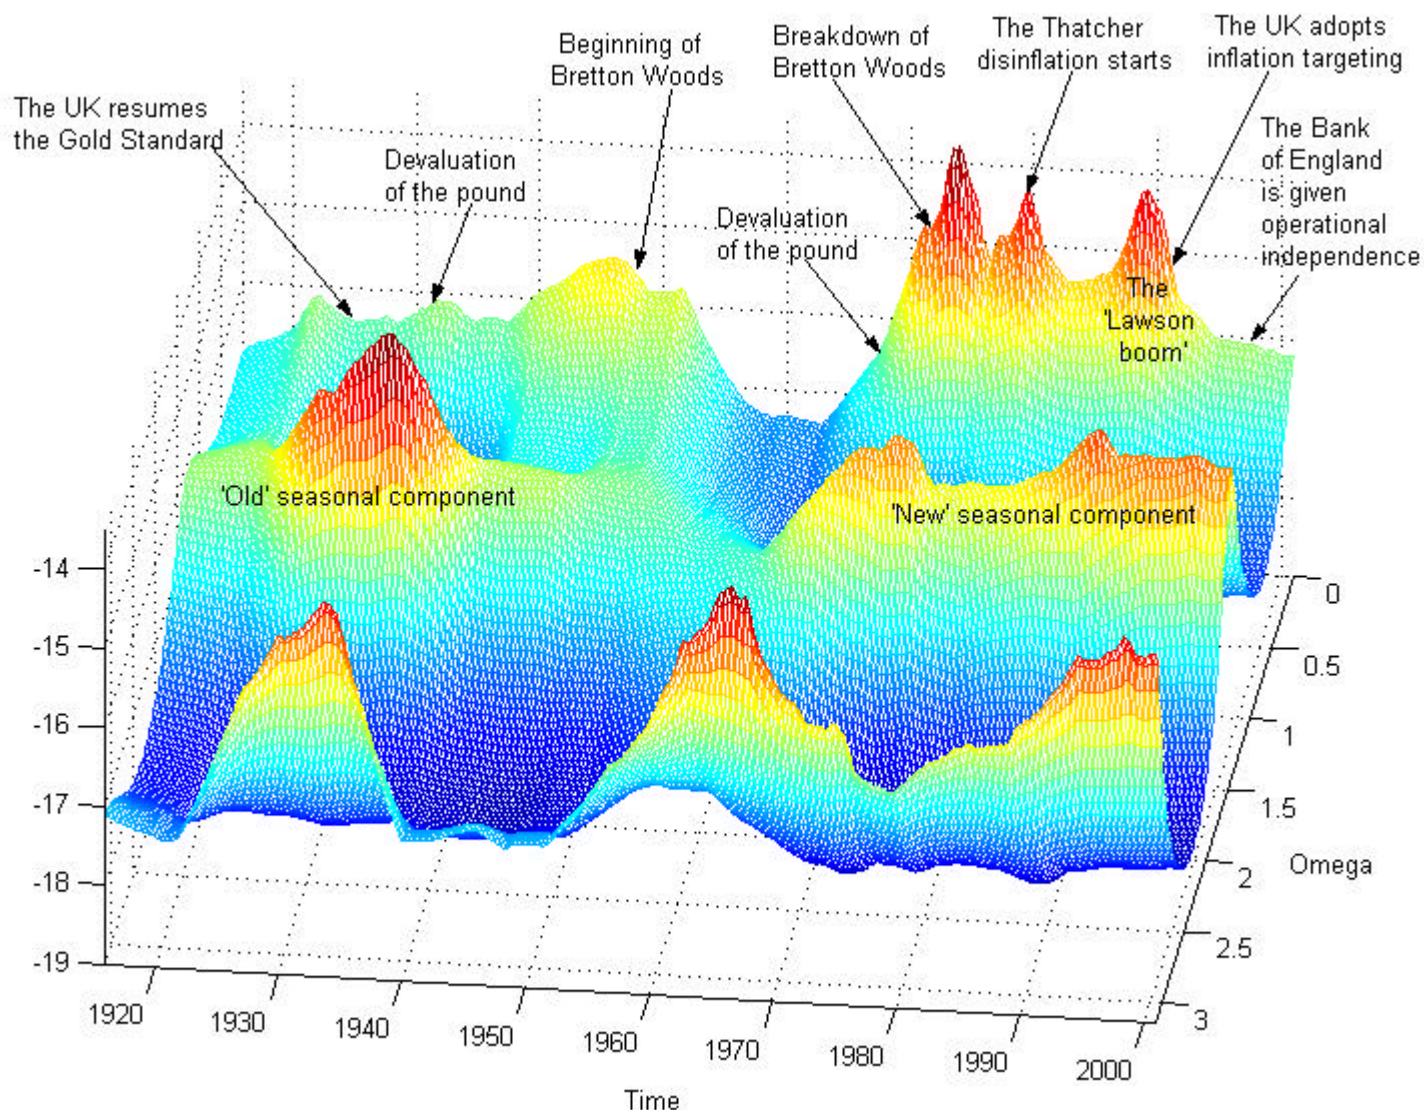 The UK resumes
the Gold Standard
Devaluation
of the pound
Beginning of
Bretton Woods
Breakdown of
Bretton Woods
The Thatcher
disinflation starts
The UK adopts
inflation targeting
Devaluation
of the pound
The Bank
of England
is given
operational
independence
The
'Lawson
boom'
'Old' seasonal component
'New' seasonal component
-14
-15
-16
-17
-18
-19
0
0.5
1
1.5
2
2.5
3
Omega
1920
1930
1940
1950
1960
1970
1980
1990
2000
Time